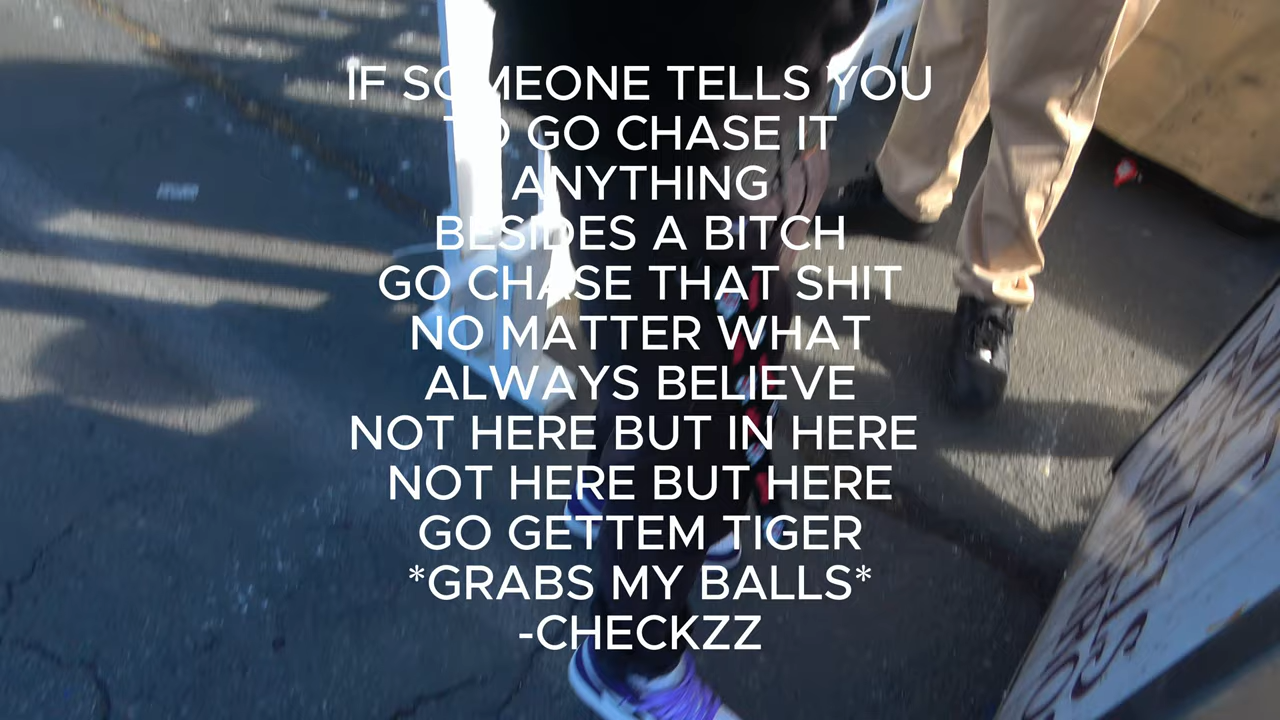 IF SOMEONE TELLS YOU
TO GO CHASE IT
ANYTHING
BESIDES A BITCH
GO CHASE THAT SHIT
NO MATTER WHAT
ALWAYS BELIEVE
NOT HERE BUT IN HERE
NOT HERE BUT HERE
GO GETTEM TIGER
*GRABS MY BALLS*
-CHECKZZ